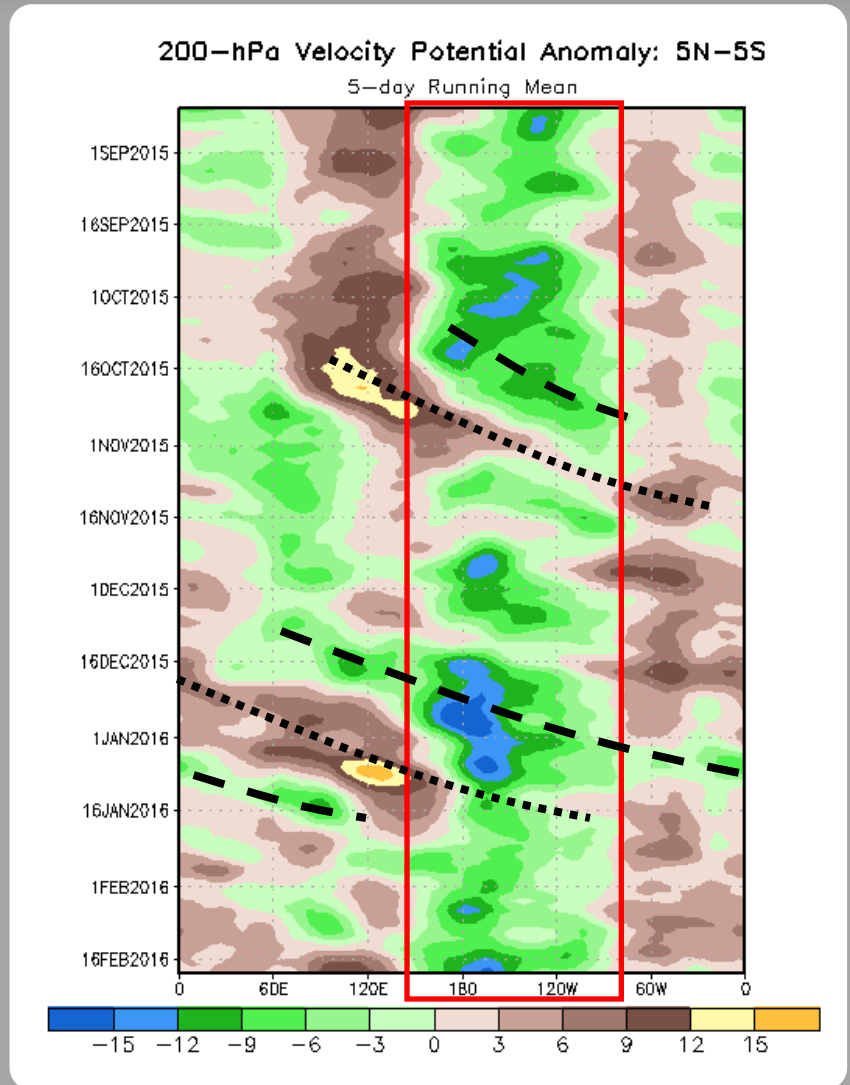 200-hPa Velocity Potential Anomaly: 5N-5S
5-day Running Mean
1SEP2015
16SEP2015
1OCT2015
16OCT2015
1NOV2015
16NOV2015
1DEC2015
16DEC2015
1JAN2016
16JAN2016
1FEB2016
16FEB2016
0 60E 120E 180 120W 60W 0
-15 -12 -9 -6 -3 0 3 6 9 12 15